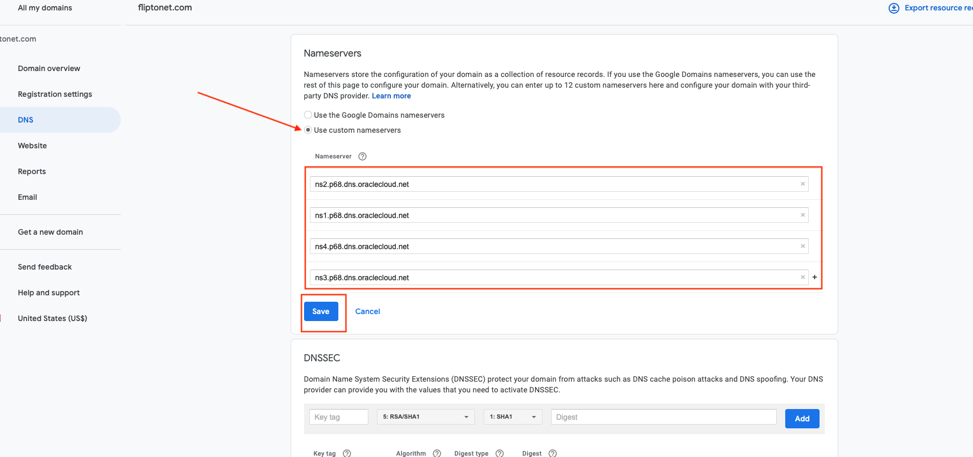 All my domains
fliptonet.com
Export resource rec
tonet.com
Domain overview
Registration settings
DNS
Website
Reports
Email
Get a new domain
Send feedback
Help and support
United States (US$)
Nameservers
Nameservers store the configuration of your domain as a collection of resource records. If you use the Google Domains nameservers, you can use the
rest of this page to configure your domain. Alternatively, you can enter up to 12 custom nameservers here and configure your domain with your third-
party DNS provider. Learn more
Use the Google Domains nameservers
Use custom nameservers
Nameserver ?
ns2.p68.dns.oraclecloud.net ×
ns1.p68.dns.oraclecloud.net ×
ns4.p68.dns.oraclecloud.net ×
ns3.p68.dns.oraclecloud.net × +
Save Cancel
DNSSEC
Domain Name System Security Extensions (DNSSEC) protect your domain from attacks such as DNS cache poison attacks and DNS spoofing. Your DNS
provider can provide you with the values that you need to activate DNSSEC.
Key tag 5: RSA/SHA1 1: SHA1 Digest Add
Key tag ? Algorithm ? Digest type ? Digest ?